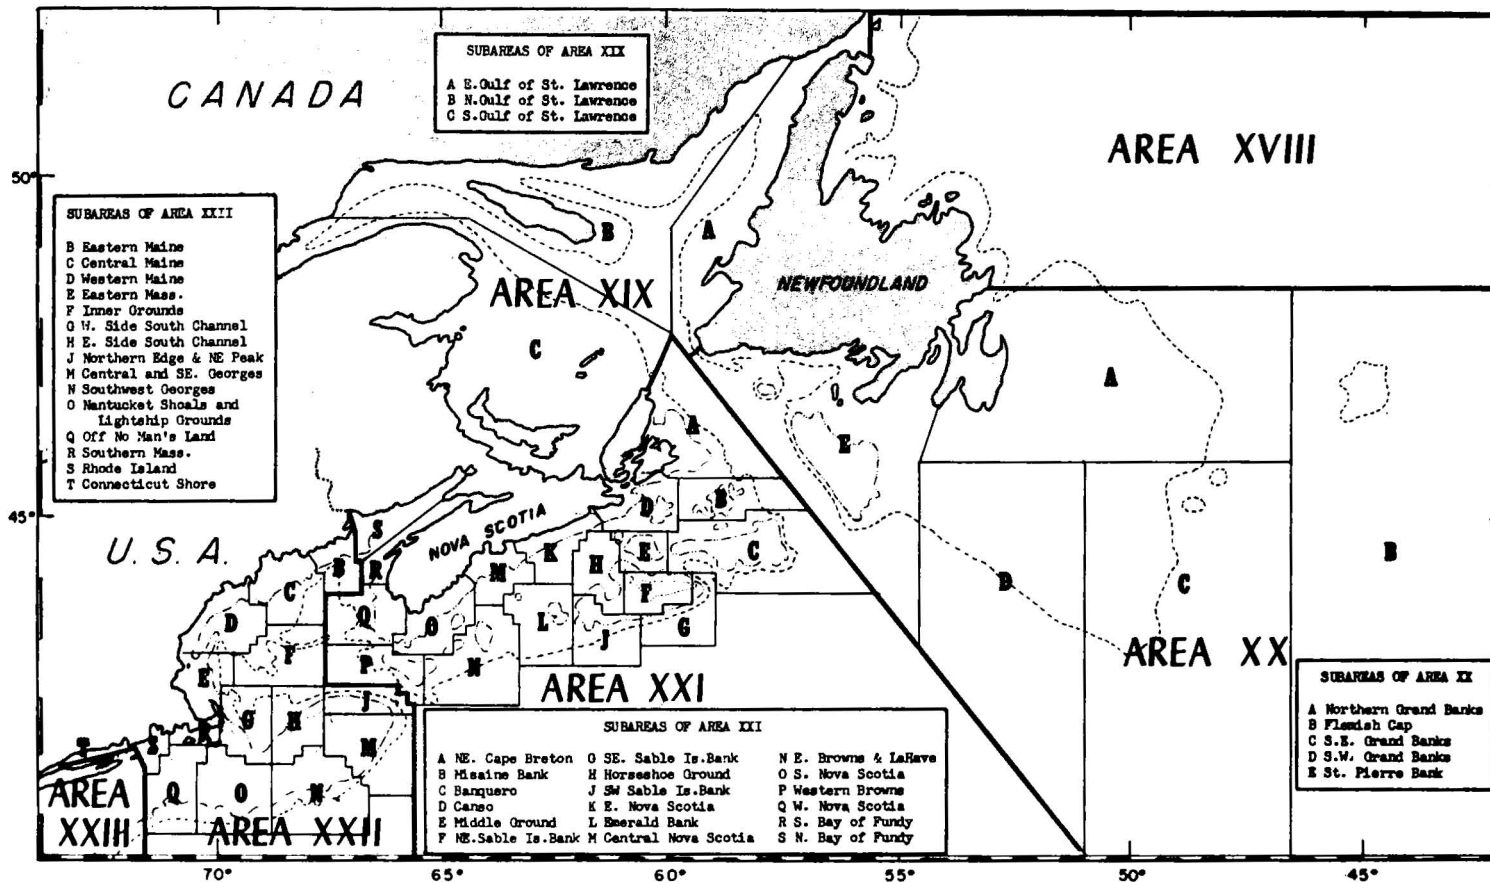 SUBAREAS OF AREA XIX
A E.Gulf of St. Lawrence
B N.Gulf of St. Lawrence
C S.Gulf of St. Lawrence
CANADA
AREA XVIII
50°
SUBAREAS OF AREA XXII
B Eastern Maine
C Central Maine
D Western Maine
E Eastern Mass.
F Inner Grounds
G W. Side South Channel
H E. Side South Channel
J Northern Edge & NE Peak
M Central and SE. Georges
N Southwest Georges
O Nantucket Shoals and
Lightship Grounds
Q Off No Man's Land
R Southern Mass.
S Rhode Island
T Connecticut Shore
B
A
NEWFOUNDLAND
AREA XIX
C
A
A
E
45°
U.S.A.
NOVA SCOTIA
S
D
B
K
H
E
C
B
R
M
F
C
D
Q
O
L
J
G
F
P
N
E
D
C
B
AREA XX
AREA XXI
J
G
H
M
R
S
T
Q
O
N
AREA
XXIII
AREA XXII
SUBAREAS OF AREA XXI
A NE. Cape Breton G SE. Sable Is.Bank N E. Browns & LaHave
B Misaine Bank H Horseshoe Ground O S. Nova Scotia
C Banquero J SW Sable Is.Bank P Western Browns
D Canso K E. Nova Scotia Q W. Nova Scotia
E Middle Ground L Emerald Bank R S. Bay of Fundy
F NE.Sable Is.Bank M Central Nova Scotia S N. Bay of Fundy
SUBAREAS OF AREA XX
A Northern Grand Banks
B Flemish Cap
C S.E. Grand Banks
D S.W. Grand Banks
E St. Pierre Bank
70° 65° 60° 55° 50° 45°